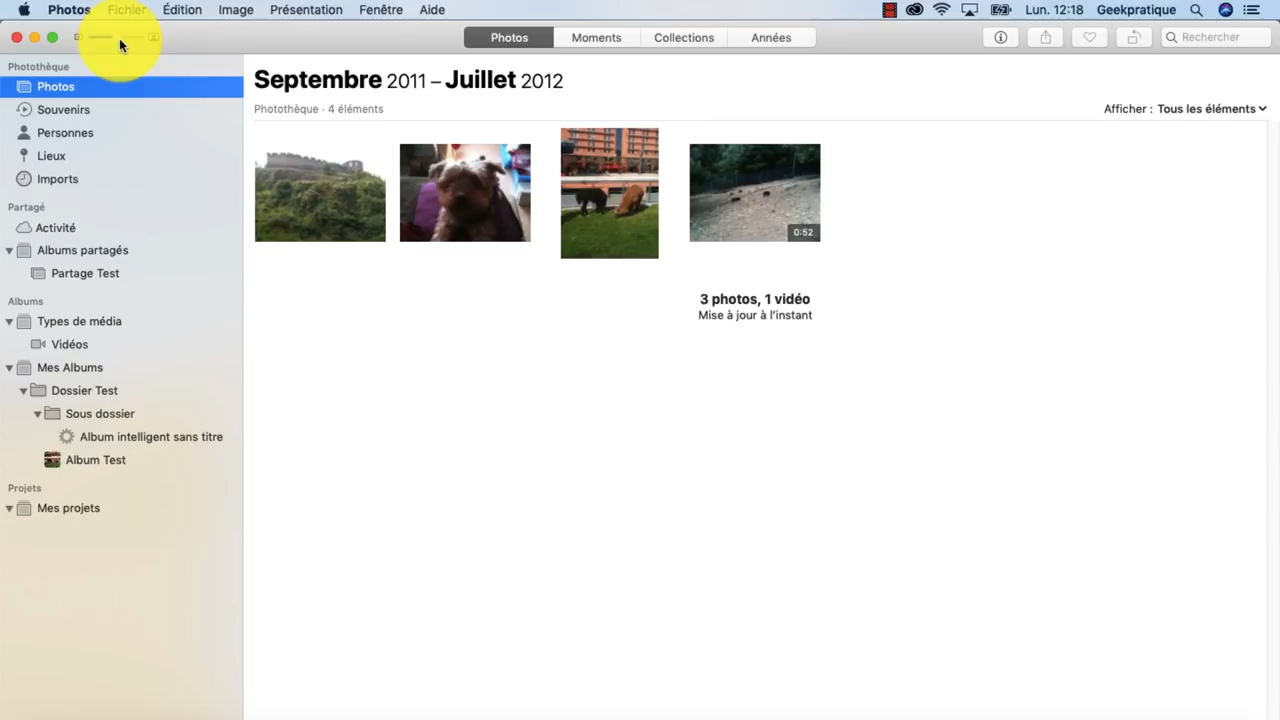 Photos Fichier Édition Image Présentation Fenêtre Aide Lun. 12:18 Geekpratique
Photos Moments Collections Années Rechercher
Photothèque
Photos
Souvenirs
Personnes
Lieux
Imports
Partagé
Activité
Albums partagés
Partage Test
Albums
Types de média
Vidéos
Mes Albums
Dossier Test
Sous dossier
Album intelligent sans titre
Album Test
Projets
Mes projets
Septembre 2011 – Juillet 2012
Photothèque · 4 éléments Afficher : Tous les éléments
0:52
3 photos, 1 vidéo
Mise à jour à l'instant